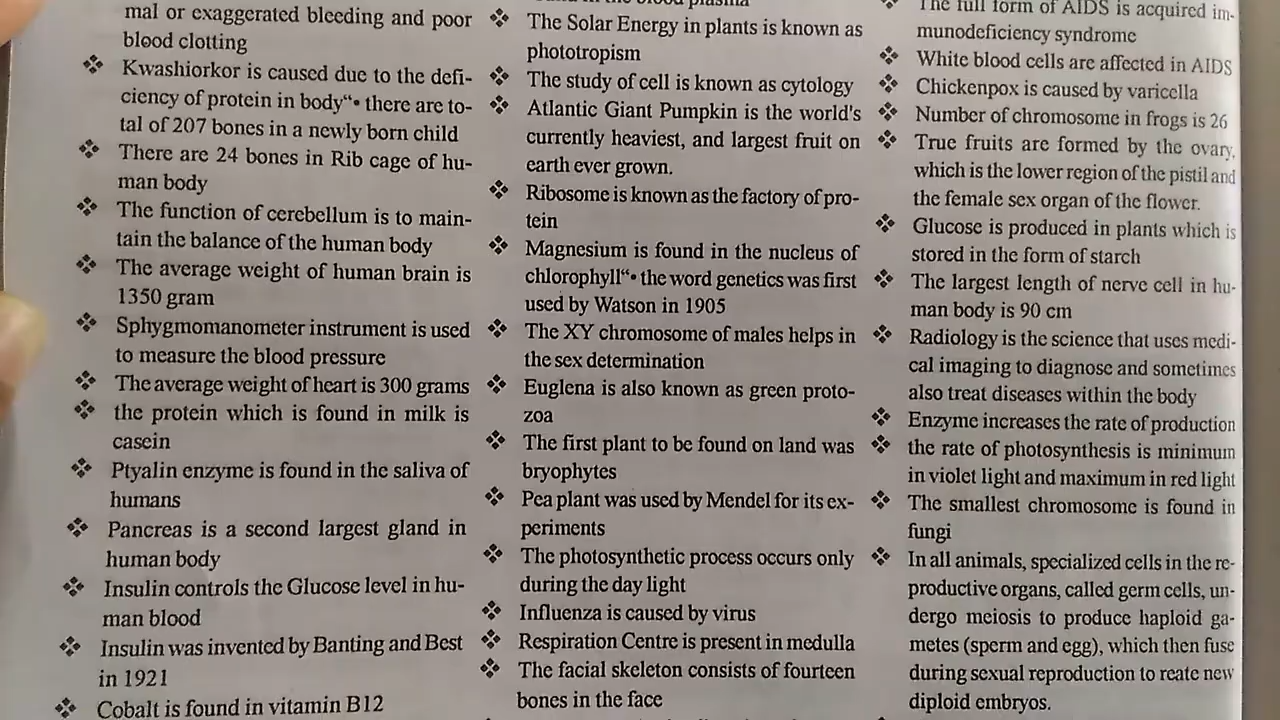 mal or exaggerated bleeding and poor
blood clotting
❖ Kwashiorkor is caused due to the defi-
ciency of protein in body“• there are to-
tal of 207 bones in a newly born child
❖ There are 24 bones in Rib cage of hu-
man body
❖ The function of cerebellum is to main-
tain the balance of the human body
❖ The average weight of human brain is
1350 gram
❖ Sphygmomanometer instrument is used
to measure the blood pressure
❖ The average weight of heart is 300 grams
❖ the protein which is found in milk is
casein
❖ Ptyalin enzyme is found in the saliva of
humans
❖ Pancreas is a second largest gland in
human body
❖ Insulin controls the Glucose level in hu-
man blood
❖ Insulin was invented by Banting and Best
in 1921
❖ Cobalt is found in vitamin B12
❖ The Solar Energy in plants is known as
phototropism
❖ The study of cell is known as cytology
❖ Atlantic Giant Pumpkin is the world's
currently heaviest, and largest fruit on
earth ever grown.
❖ Ribosome is known as the factory of pro-
tein
❖ Magnesium is found in the nucleus of
chlorophyll“• the word genetics was first
used by Watson in 1905
❖ The XY chromosome of males helps in
the sex determination
❖ Euglena is also known as green proto-
zoa
❖ The first plant to be found on land was
bryophytes
❖ Pea plant was used by Mendel for its ex-
periments
❖ The photosynthetic process occurs only
during the day light
❖ Influenza is caused by virus
❖ Respiration Centre is present in medulla
❖ The facial skeleton consists of fourteen
bones in the face
❖ The full form of AIDS is acquired im-
munodeficiency syndrome
❖ White blood cells are affected in AIDS
❖ Chickenpox is caused by varicella
❖ Number of chromosome in frogs is 26
❖ True fruits are formed by the ovary,
which is the lower region of the pistil and
the female sex organ of the flower.
❖ Glucose is produced in plants which is
stored in the form of starch
❖ The largest length of nerve cell in hu-
man body is 90 cm
❖ Radiology is the science that uses medi-
cal imaging to diagnose and sometimes
also treat diseases within the body
❖ Enzyme increases the rate of production
❖ the rate of photosynthesis is minimum
in violet light and maximum in red light
❖ The smallest chromosome is found in
fungi
❖ In all animals, specialized cells in the re-
productive organs, called germ cells, un-
dergo meiosis to produce haploid ga-
metes (sperm and egg), which then fuse
during sexual reproduction to reate new
diploid embryos.